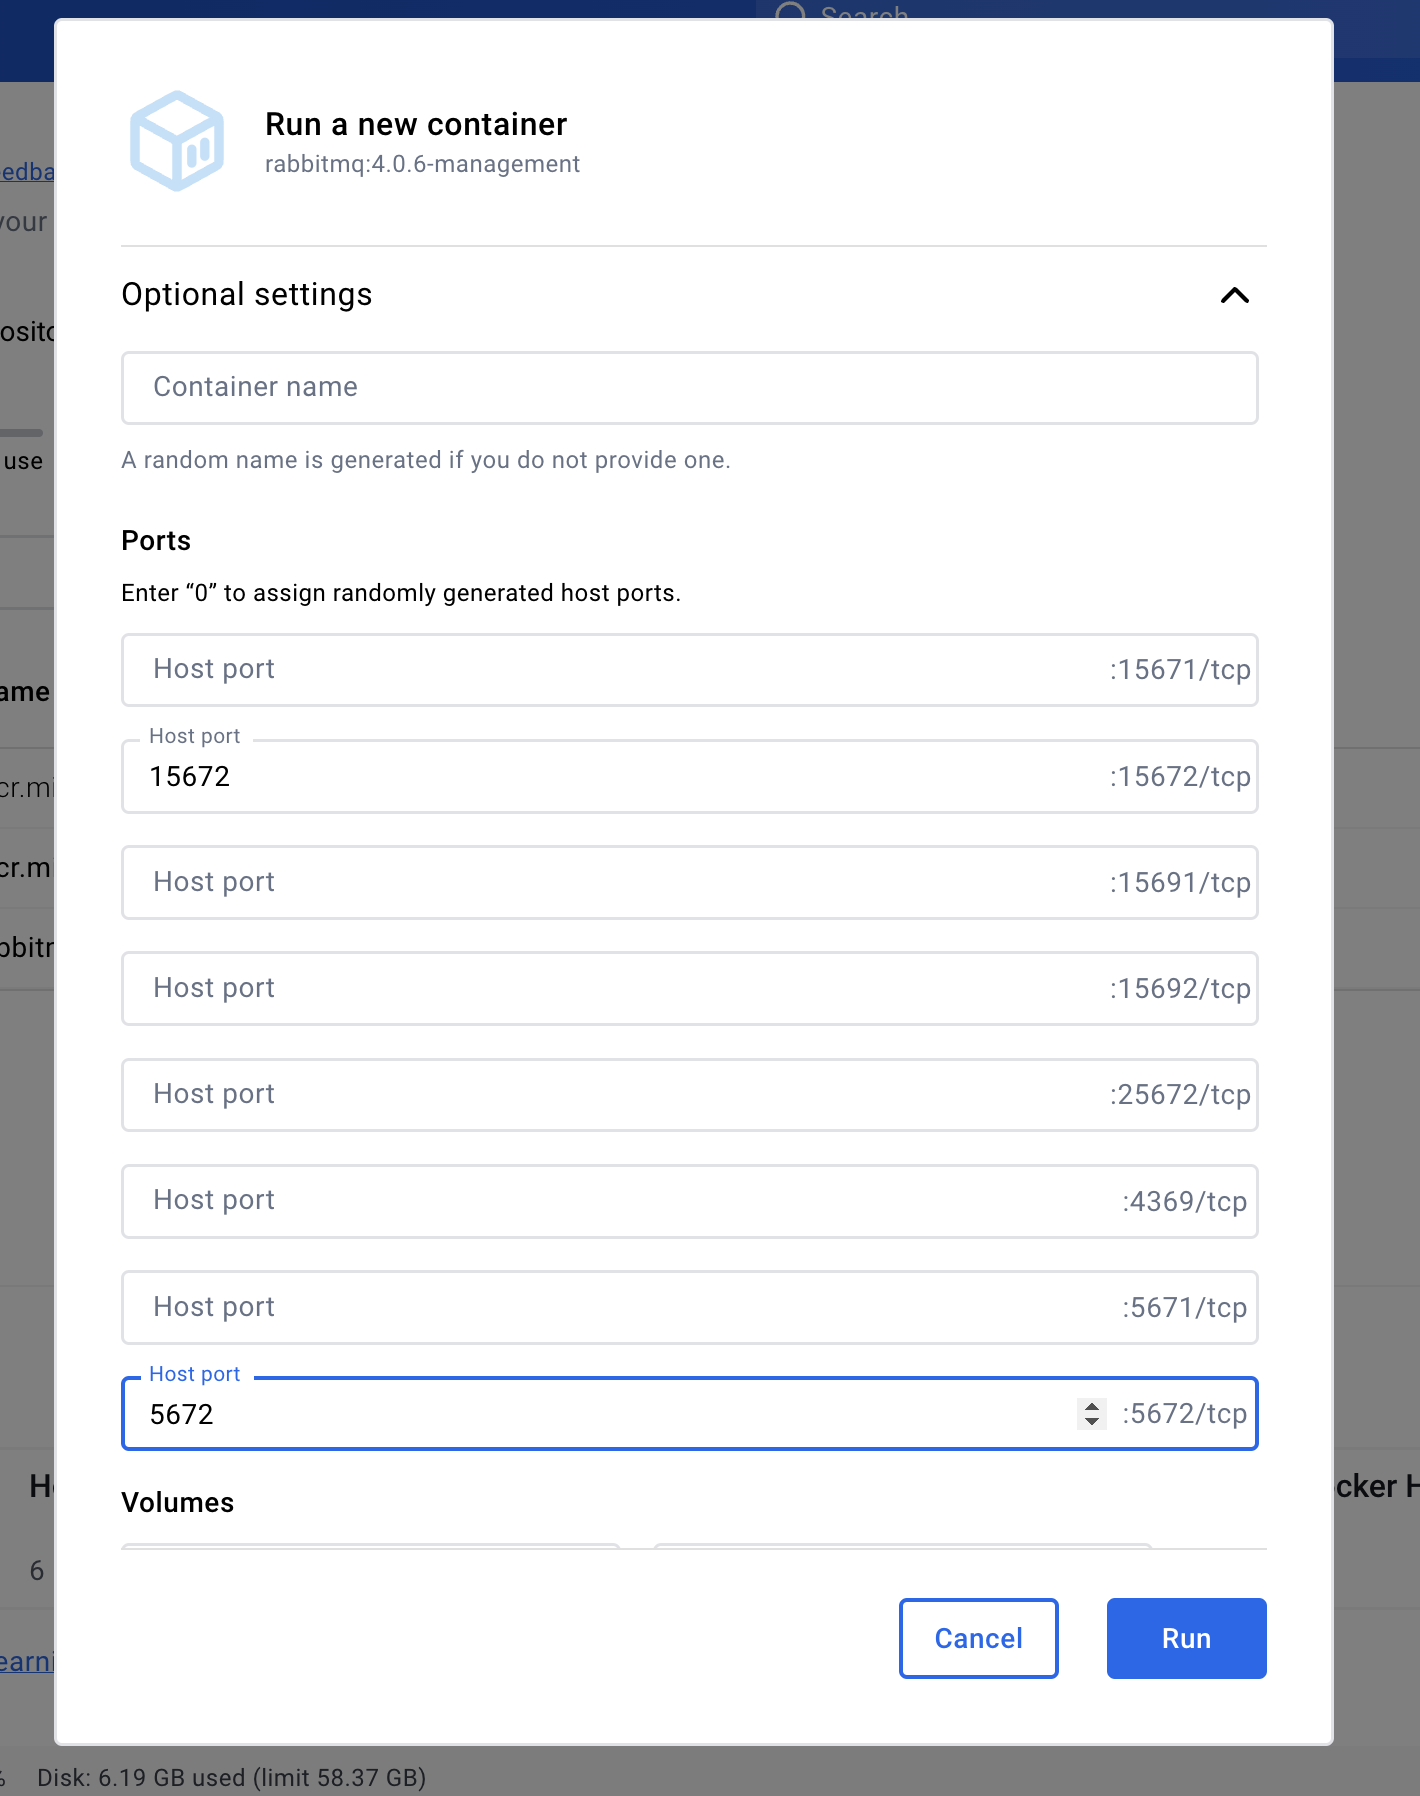 Search
Run a new container
rabbitmq:4.0.6-management
edba
your
Optional settings
osito
Container name
use
A random name is generated if you do not provide one.
Ports
Enter “0” to assign randomly generated host ports.
Host port :15671/tcp
ame
Host port
15672 :15672/tcp
cr.mi
cr.m
Host port :15691/tcp
bbitr
Host port :15692/tcp
Host port :25672/tcp
Host port :4369/tcp
Host port :5671/tcp
Host port
5672 :5672/tcp
Volumes
cker H
6
Cancel Run
earni
% Disk: 6.19 GB used (limit 58.37 GB)